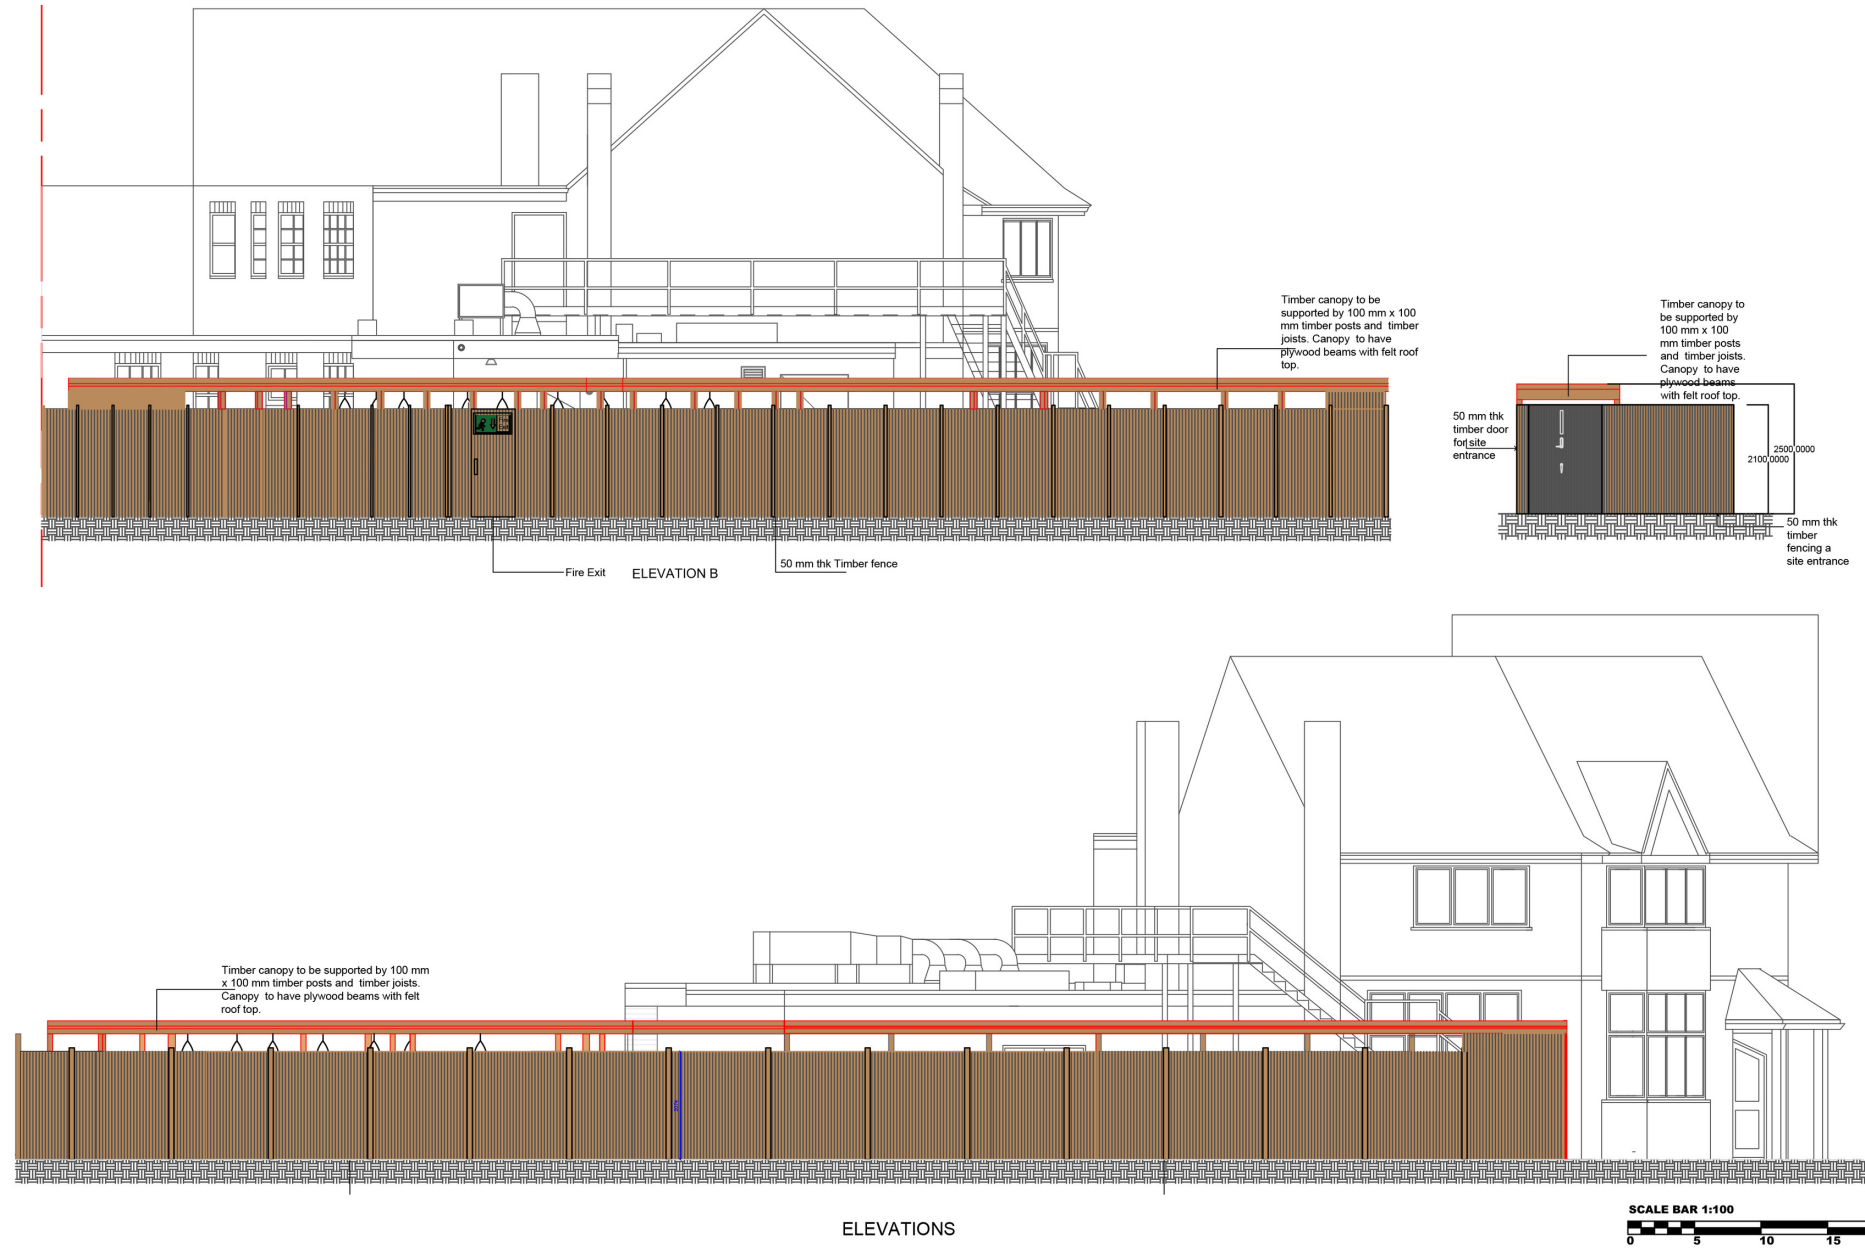 Timber canopy to be
supported by 100 mm x 100
mm timber posts and timber
joists. Canopy to have
plywood beams with felt roof
top.
Timber canopy to
be supported by
100 mm x 100
mm timber posts
and timber joists.
Canopy to have
plywood beams
with felt roof top.
50 mm thk
timber door
for site
entrance
2500.0000
2100.0000
50 mm thk
timber
fencing a
site entrance
Fire
Exit
Fire Exit
ELEVATION B
50 mm thk Timber fence
Timber canopy to be supported by 100 mm
x 100 mm timber posts and timber joists.
Canopy to have plywood beams with felt
roof top.
2074
ELEVATIONS
SCALE BAR 1:100
0 5 10 15